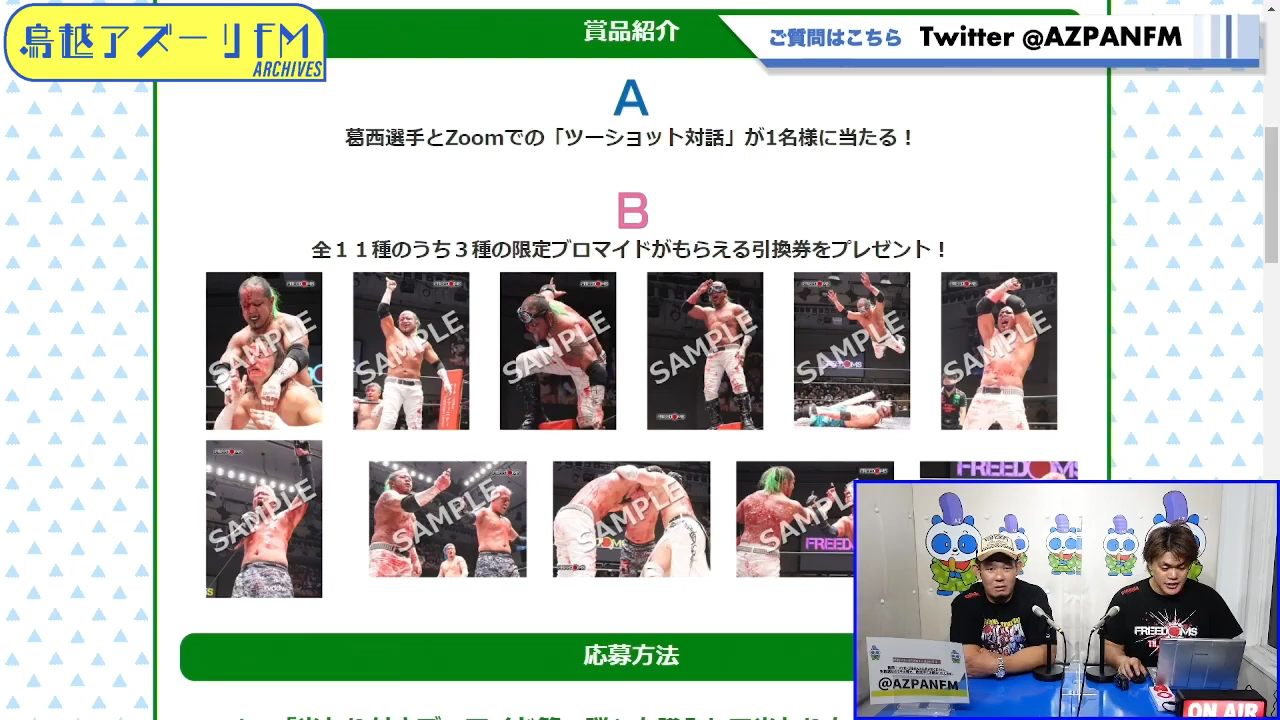 鳥越アズーリFM
ARCHIVES
賞品紹介
ご質問はこちら Twitter @AZPANFM
A
葛西選手とZoomでの「ツーショット対話」が1名様に当たる！
B
全１１種のうち３種の限定ブロマイドがもらえる引換券をプレゼント！
SAMPLE
SAMPLE
SAMPLE
SAMPLE
SAMPLE
SAMPLE
SAMPLE
SAMPLE
SAMPLE
SAMPLE
FREEDOMS
応募方法
FREEDOMS
@AZPANFM
ON AIR